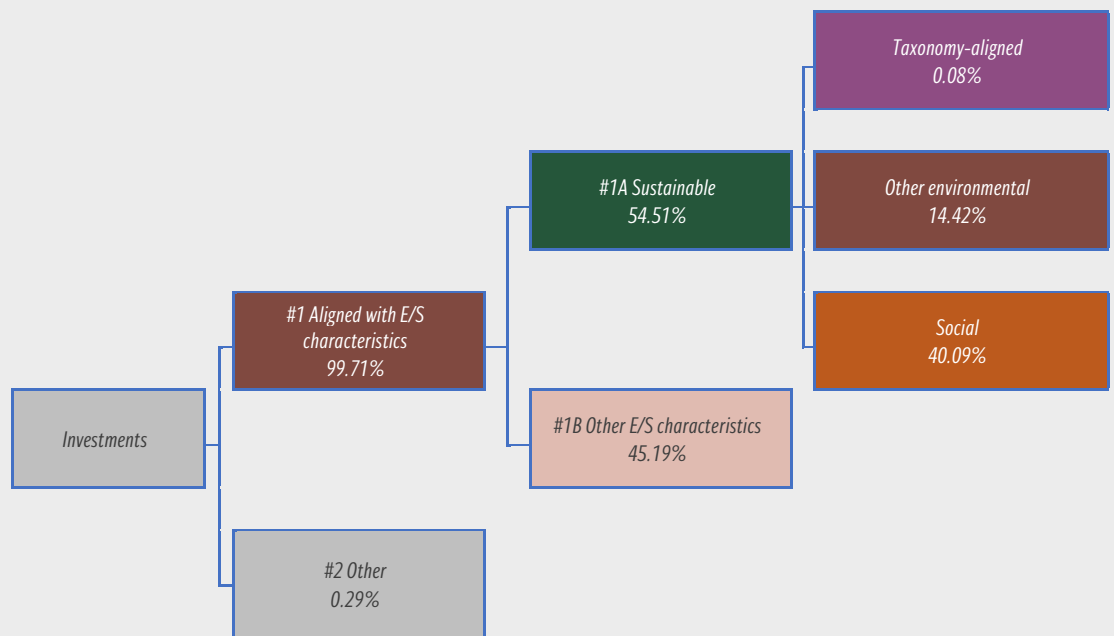 Taxonomy-aligned
0.08%
#1A Sustainable
54.51%
Other environmental
14.42%
#1 Aligned with E/S
characteristics
99.71%
Social
40.09%
Investments
#1B Other E/S characteristics
45.19%
#2 Other
0.29%